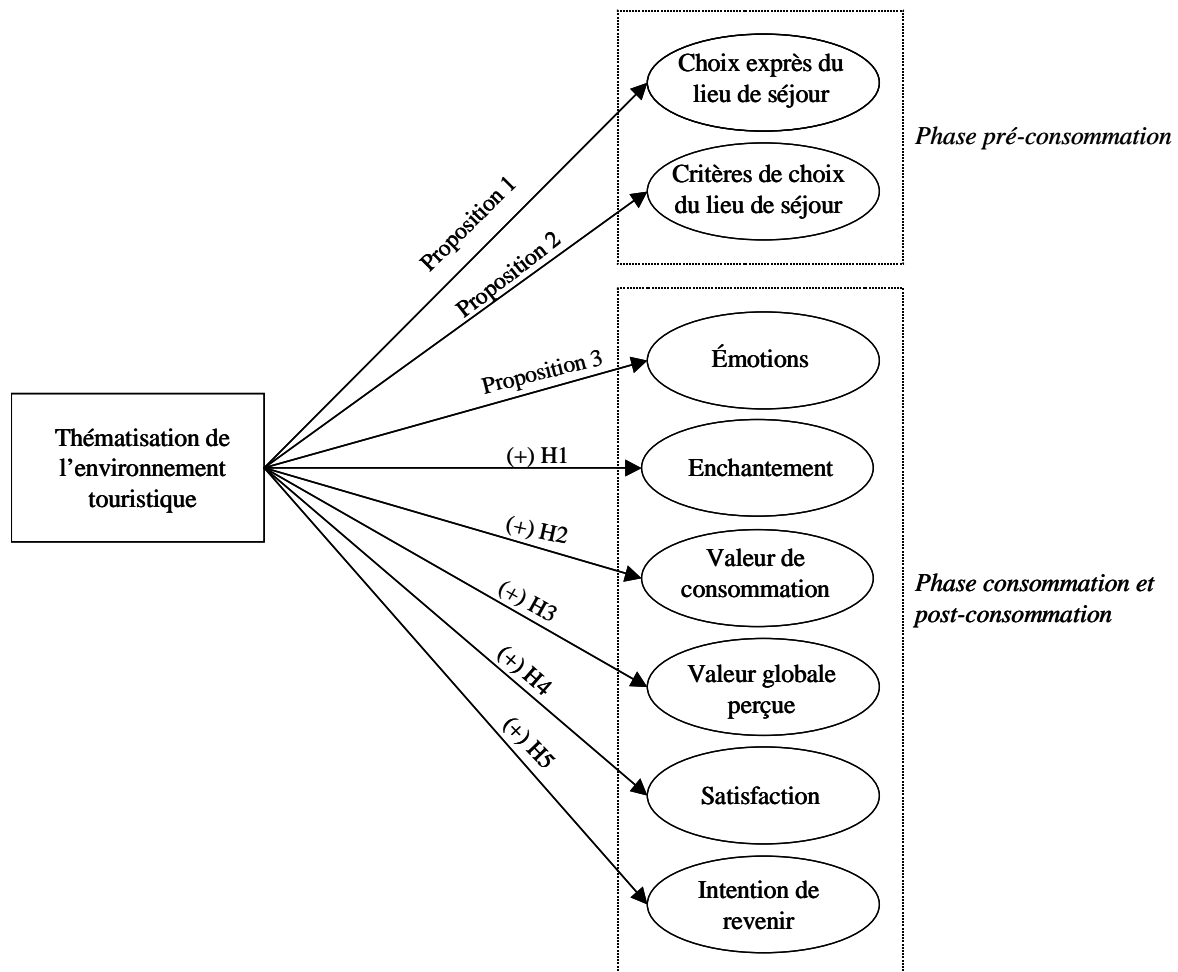 Choix exprès du
lieu de séjour
Phase pré-consommation
Critères de choix
du lieu de séjour
Proposition 1
Proposition 2
Proposition 3
Émotions
Thématisation de
l’environnement
touristique
(+) H1
Enchantement
(+) H2
Valeur de
consommation
Phase consommation et
post-consommation
(+) H3
Valeur globale
perçue
(+) H4
Satisfaction
(+) H5
Intention de
revenir